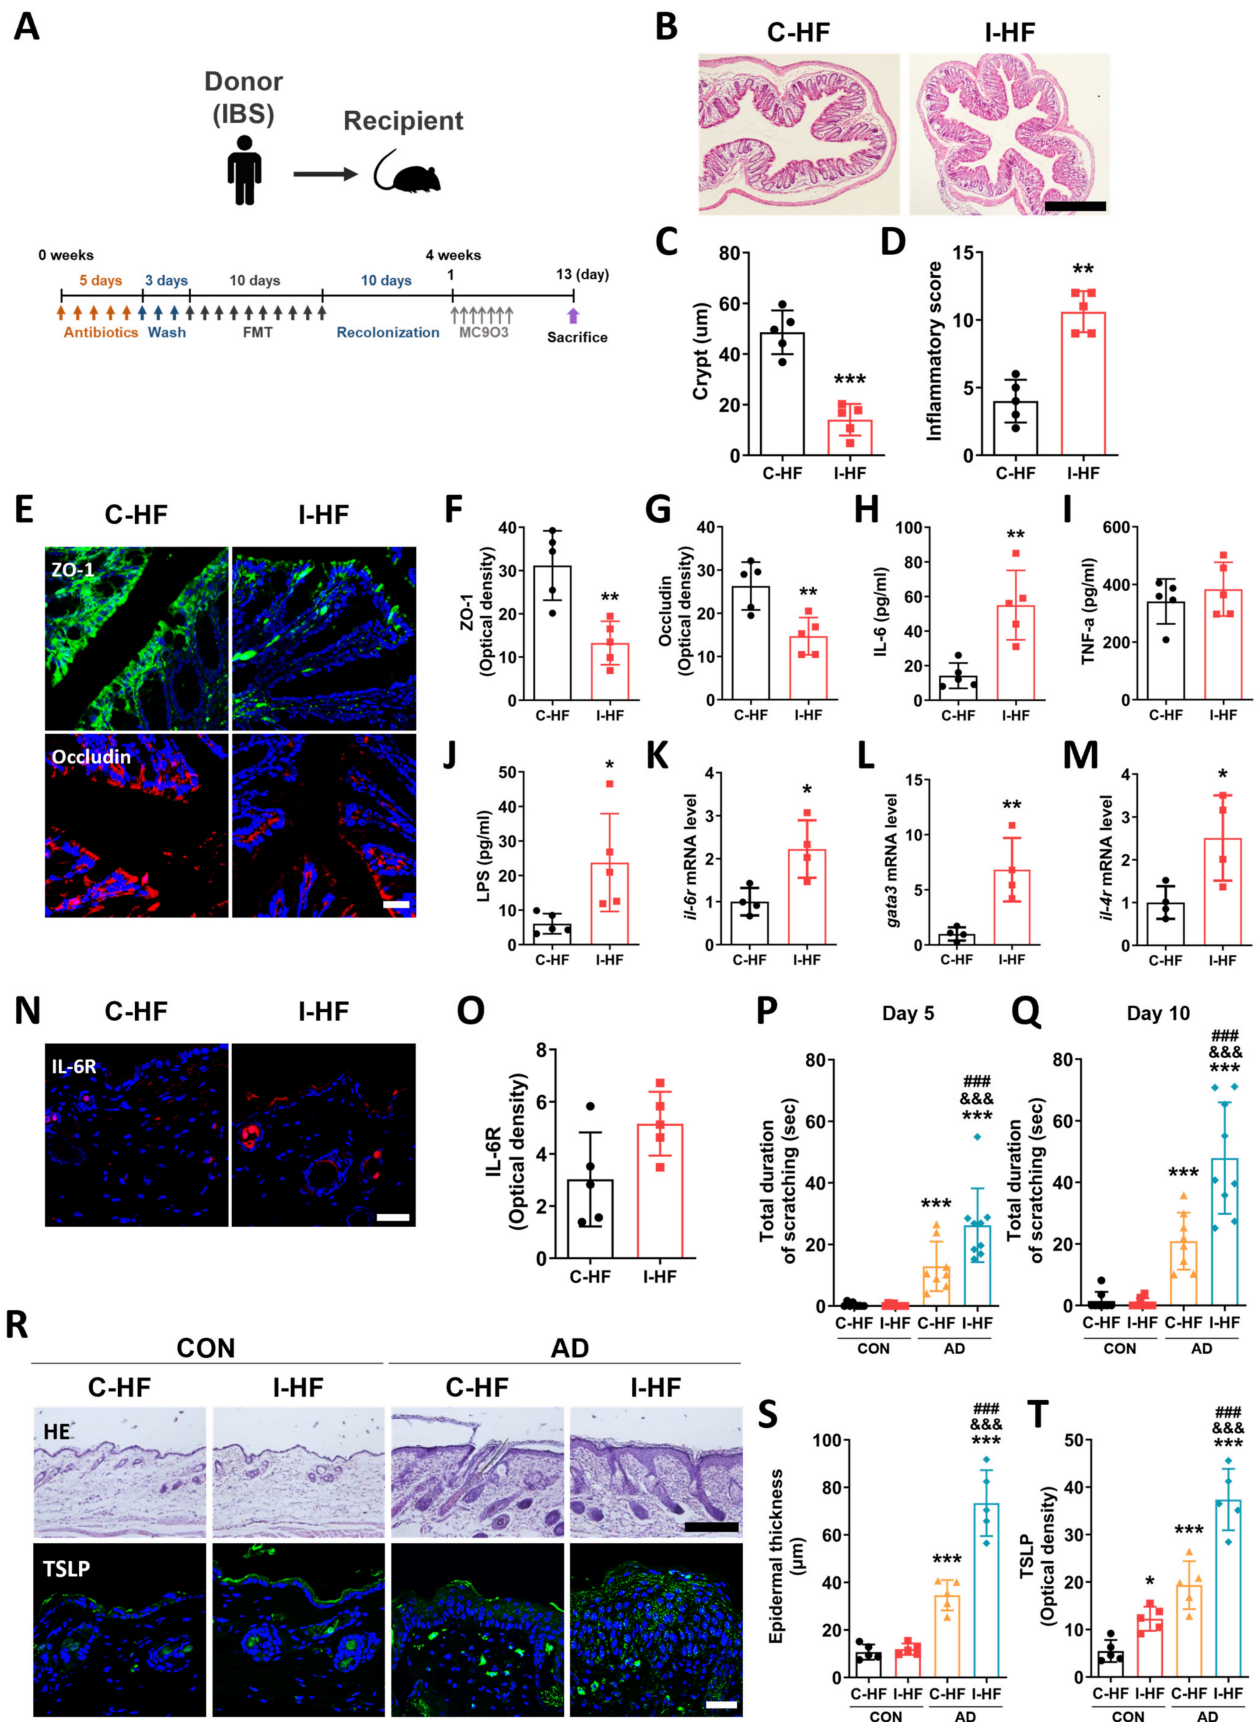 A
Donor
(IBS)
Recipient
0 weeks
4 weeks
5 days
3 days
10 days
10 days
1
13 (day)
Antibiotics
Wash
FMT
Recolonization
MC9O3
Sacrifice
B
C-HF
I-HF
C
Crypt (um)
80
60
40
20
0
***
C-HF
I-HF
D
Inflammatory score
15
10
5
0
**
C-HF
I-HF
E
C-HF
I-HF
ZO-1
Occludin
F
ZO-1
(Optical density)
40
30
20
10
0
**
C-HF
I-HF
G
Occludin
(Optical density)
40
30
20
10
0
**
C-HF
I-HF
H
IL-6 (pg/ml)
100
80
60
40
20
0
**
C-HF
I-HF
I
TNF-a (pg/ml)
600
400
200
0
C-HF
I-HF
J
LPS (pg/ml)
50
40
30
20
10
0
*
C-HF
I-HF
K
il-6r mRNA level
4
3
2
1
0
*
C-HF
I-HF
L
gata3 mRNA level
15
10
5
0
**
C-HF
I-HF
M
il-4r mRNA level
4
3
2
1
0
*
C-HF
I-HF
N
C-HF
I-HF
IL-6R
O
IL-6R
(Optical density)
8
6
4
2
0
C-HF
I-HF
P
Day 5
Total duration
of scratching (sec)
80
60
40
20
0
***
###
&&&
***
C-HF
I-HF
C-HF
I-HF
CON
AD
Q
Day 10
Total duration
of scratching (sec)
80
60
40
20
0
***
###
&&&
***
C-HF
I-HF
C-HF
I-HF
CON
AD
R
CON
AD
C-HF
I-HF
C-HF
I-HF
HE
TSLP
S
Epidermal thickness
(μm)
100
80
60
40
20
0
***
###
&&&
***
C-HF
I-HF
C-HF
I-HF
CON
AD
T
TSLP
(Optical density)
50
40
30
20
10
0
*
***
###
&&&
***
C-HF
I-HF
C-HF
I-HF
CON
AD